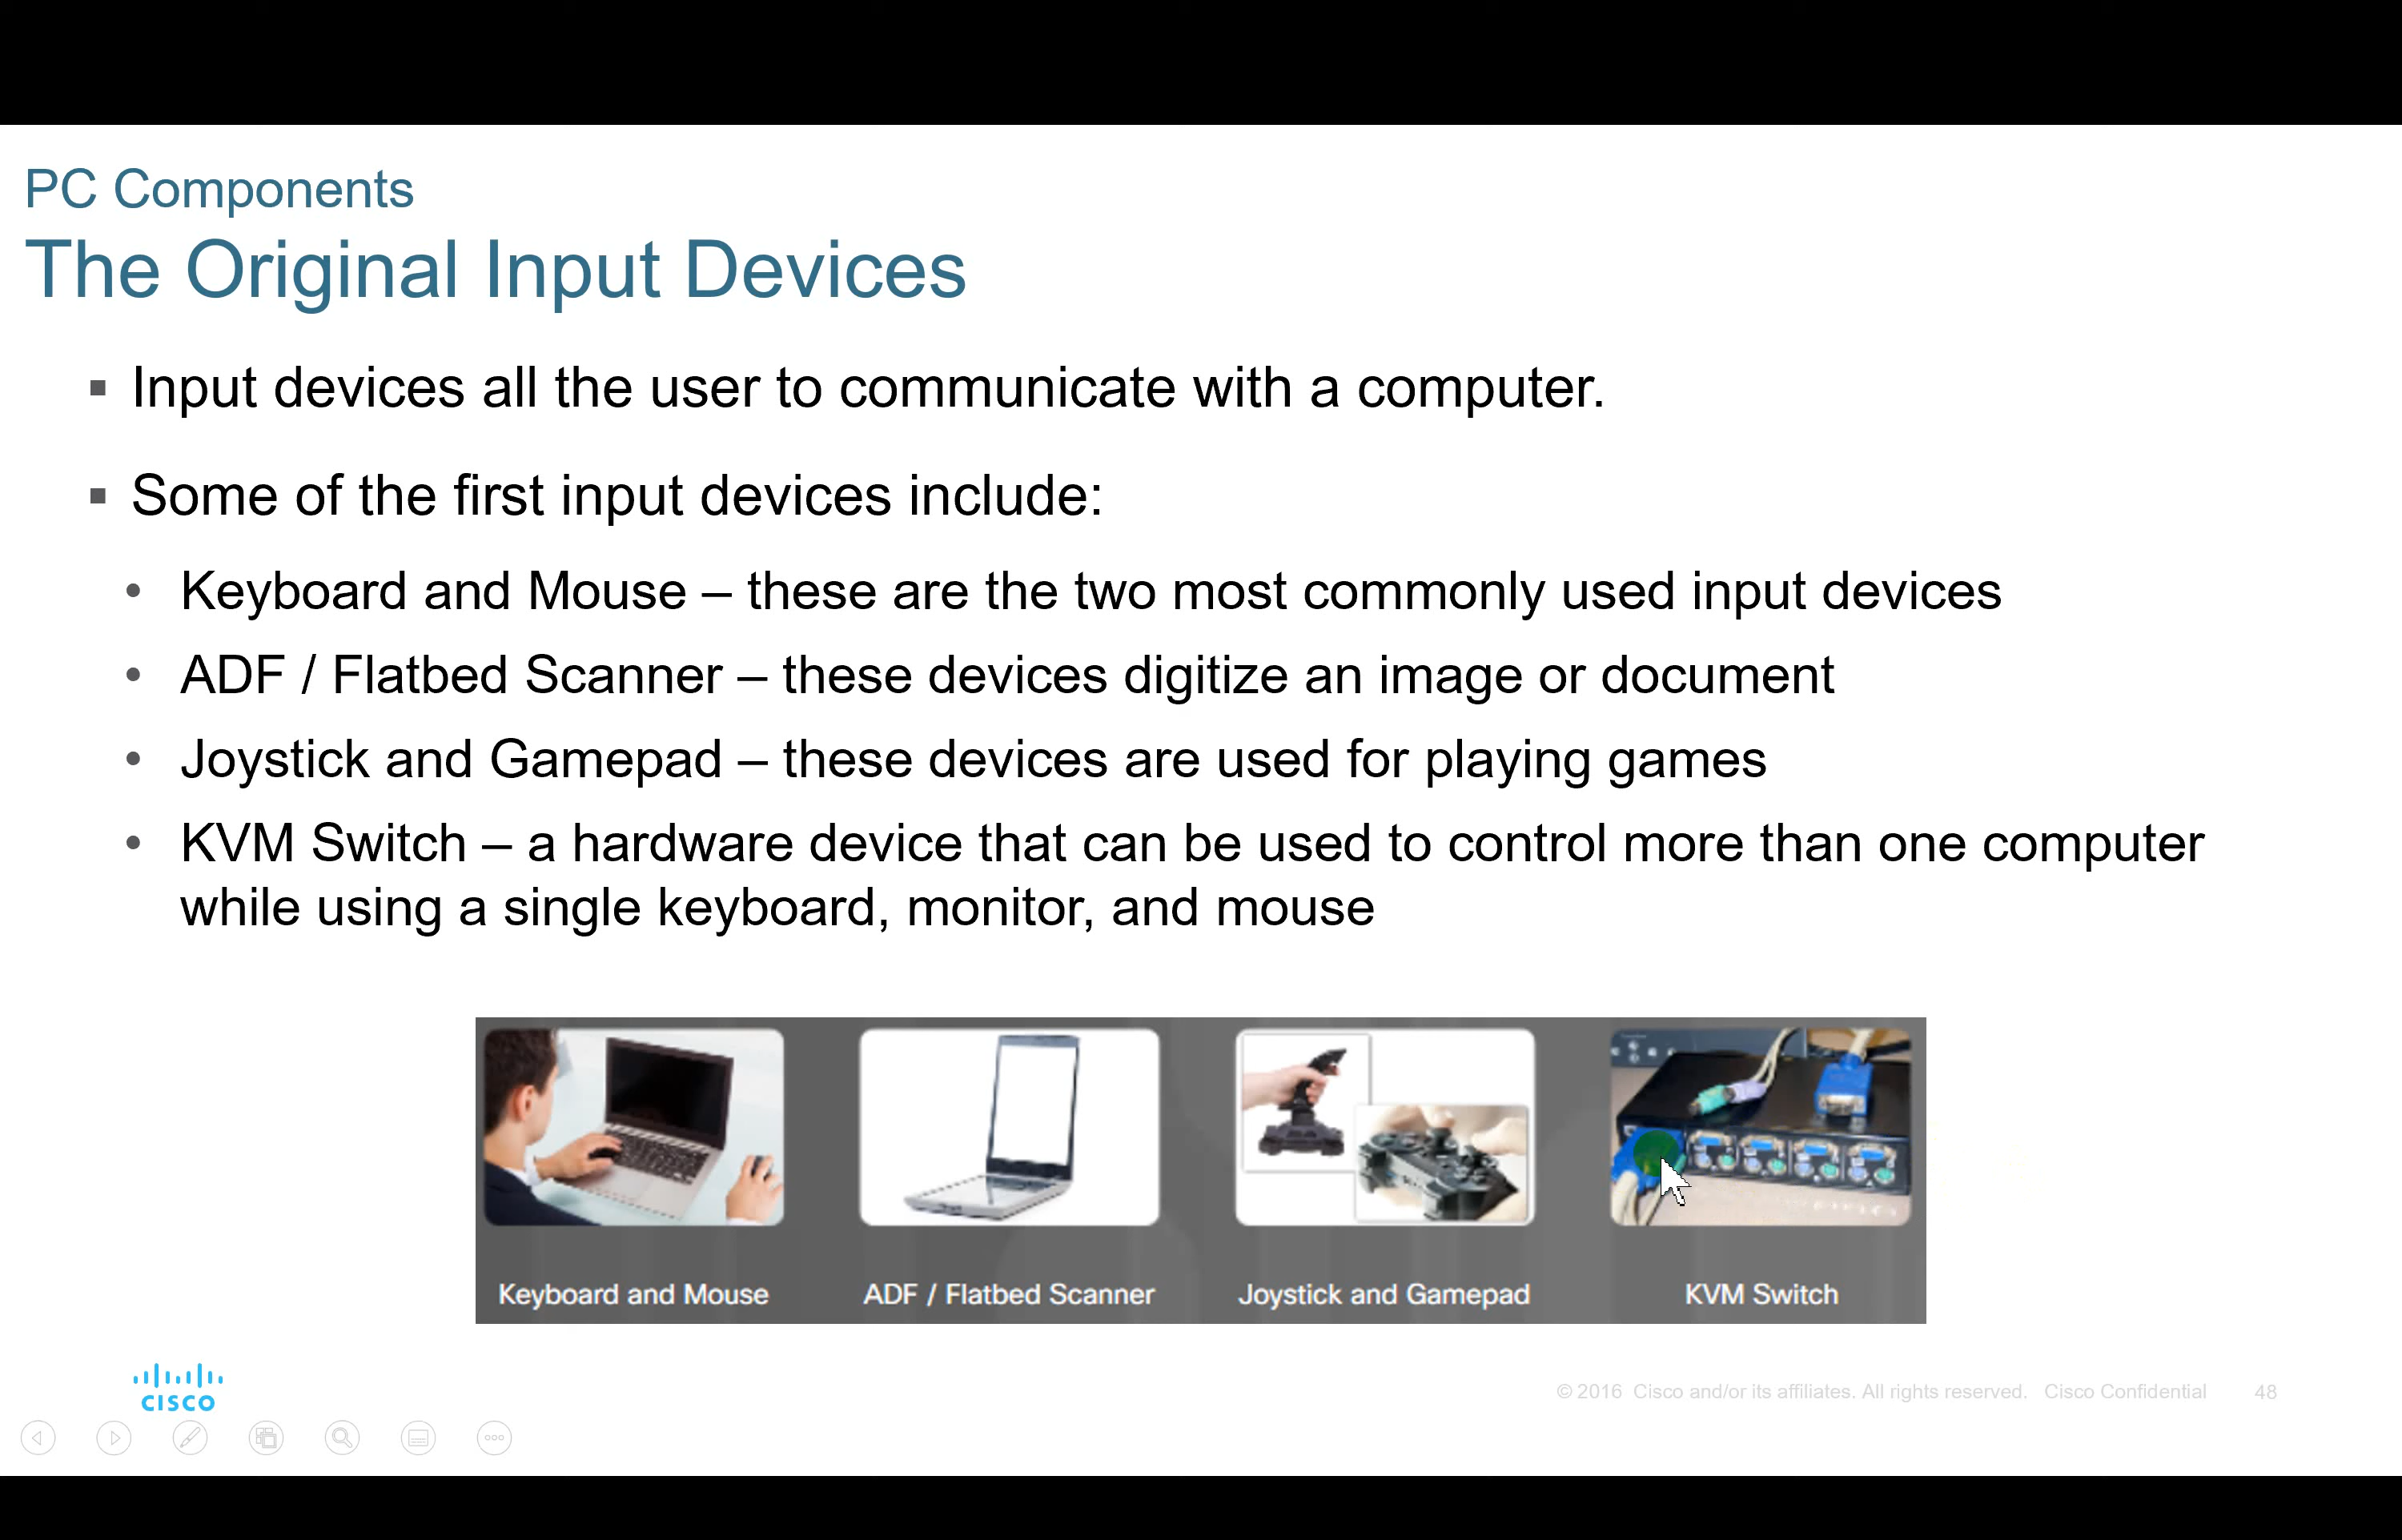 PC Components
The Original Input Devices
Input devices all the user to communicate with a computer.
Some of the first input devices include:
Keyboard and Mouse – these are the two most commonly used input devices
ADF / Flatbed Scanner – these devices digitize an image or document
Joystick and Gamepad – these devices are used for playing games
KVM Switch – a hardware device that can be used to control more than one computer
while using a single keyboard, monitor, and mouse
Keyboard and Mouse
ADF / Flatbed Scanner
Joystick and Gamepad
KVM Switch
CISCO
© 2016 Cisco and/or its affiliates. All rights reserved. Cisco Confidential 48